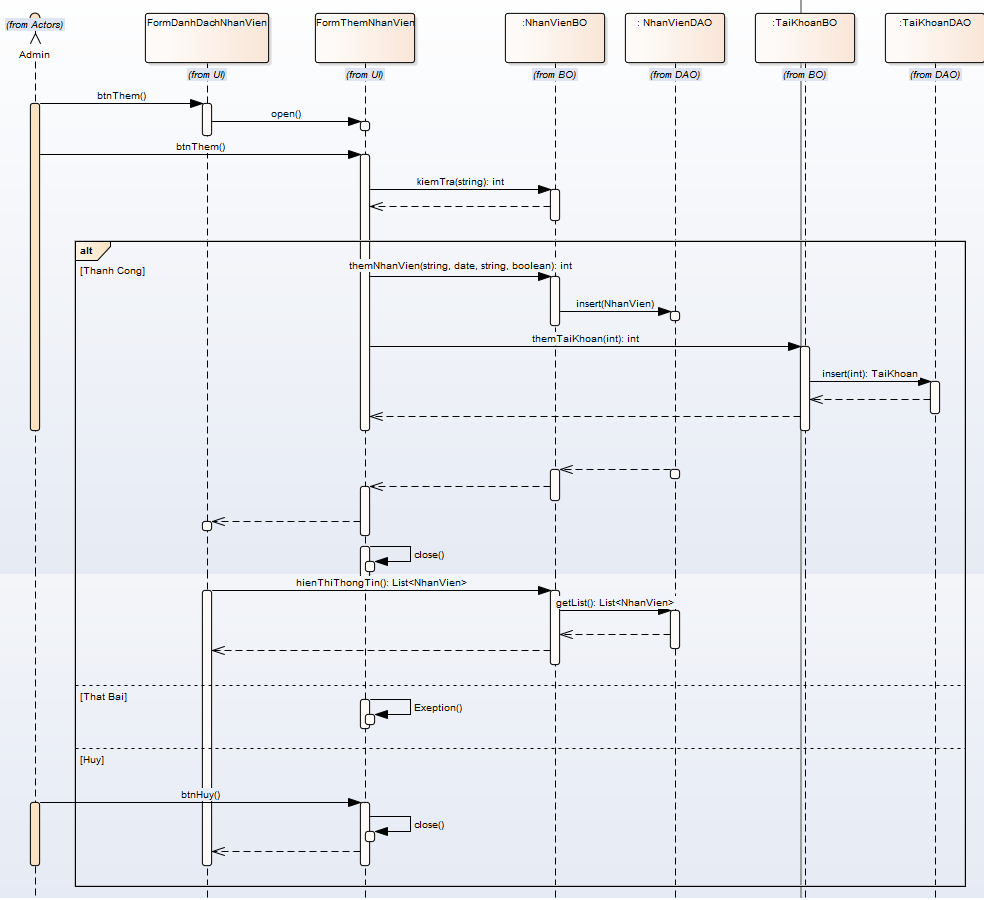 (from Actors)
Admin
FormDanhDachNhanVien
(from UI)
FormThemNhanVien
(from UI)
:NhanVienBO
(from BO)
: NhanVienDAO
(from DAO)
:TaiKhoanBO
(from BO)
:TaiKhoanDAO
(from DAO)
btnThem()
open()
btnThem()
kiemTra(string): int
alt
[Thanh Cong]
themNhanVien(string, date, string, boolean): int
insert(NhanVien)
themTaiKhoan(int): int
insert(int): TaiKhoan
close()
hienThiThongTin(): List<NhanVien>
getList(): List<NhanVien>
[That Bai]
Exeption()
[Huy]
btnHuy()
close()